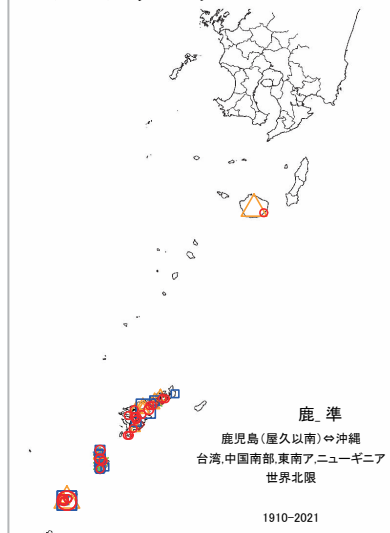 鹿_ 準
鹿児島(屋久以南)⇔沖縄
台湾,中国南部,東南ア,ニューギニア
世界北限
1910-2021